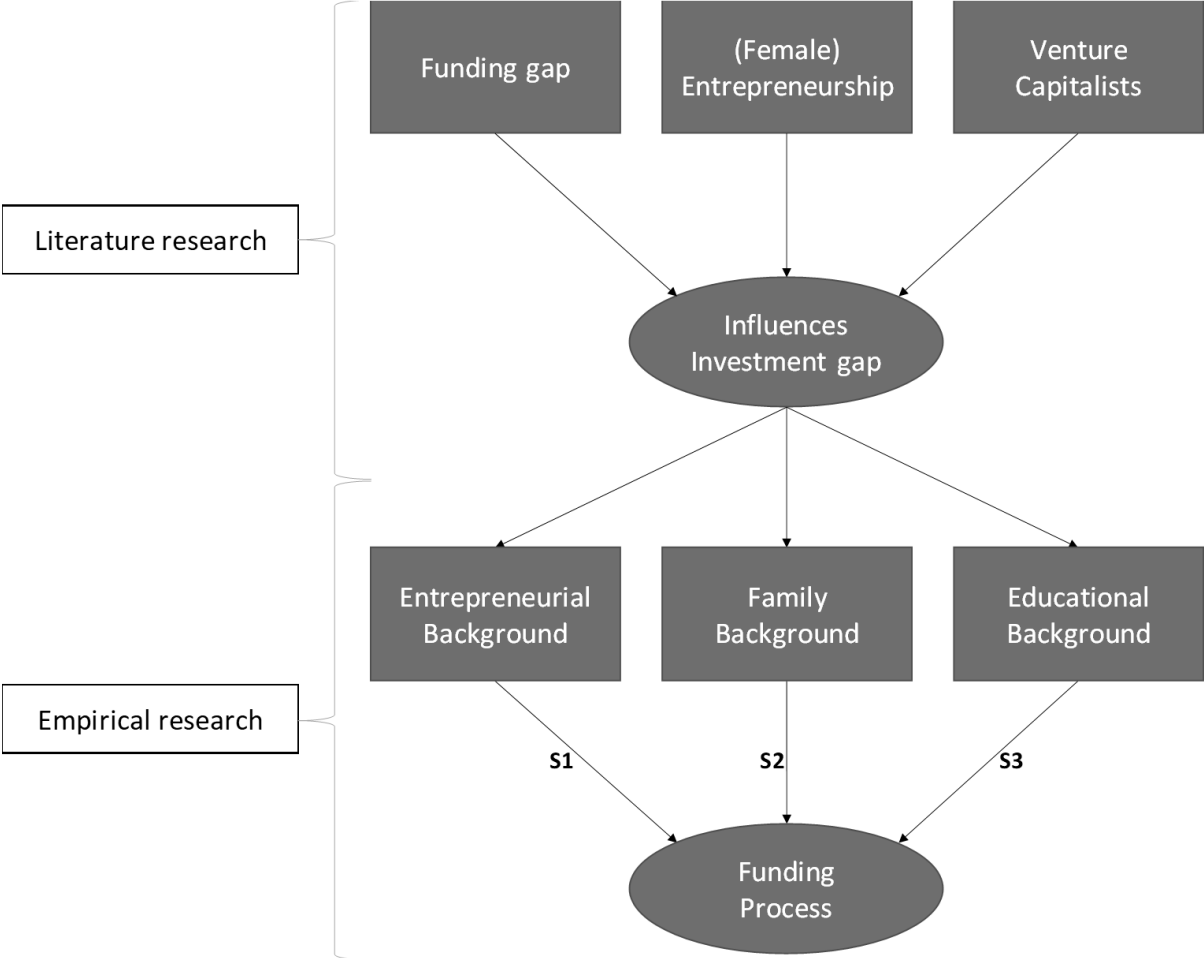 Funding gap
(Female)
Entrepreneurship
Venture
Capitalists
Literature research
Influences
Investment gap
Entrepreneurial
Background
Family
Background
Educational
Background
Empirical research
S1
S2
S3
Funding
Process